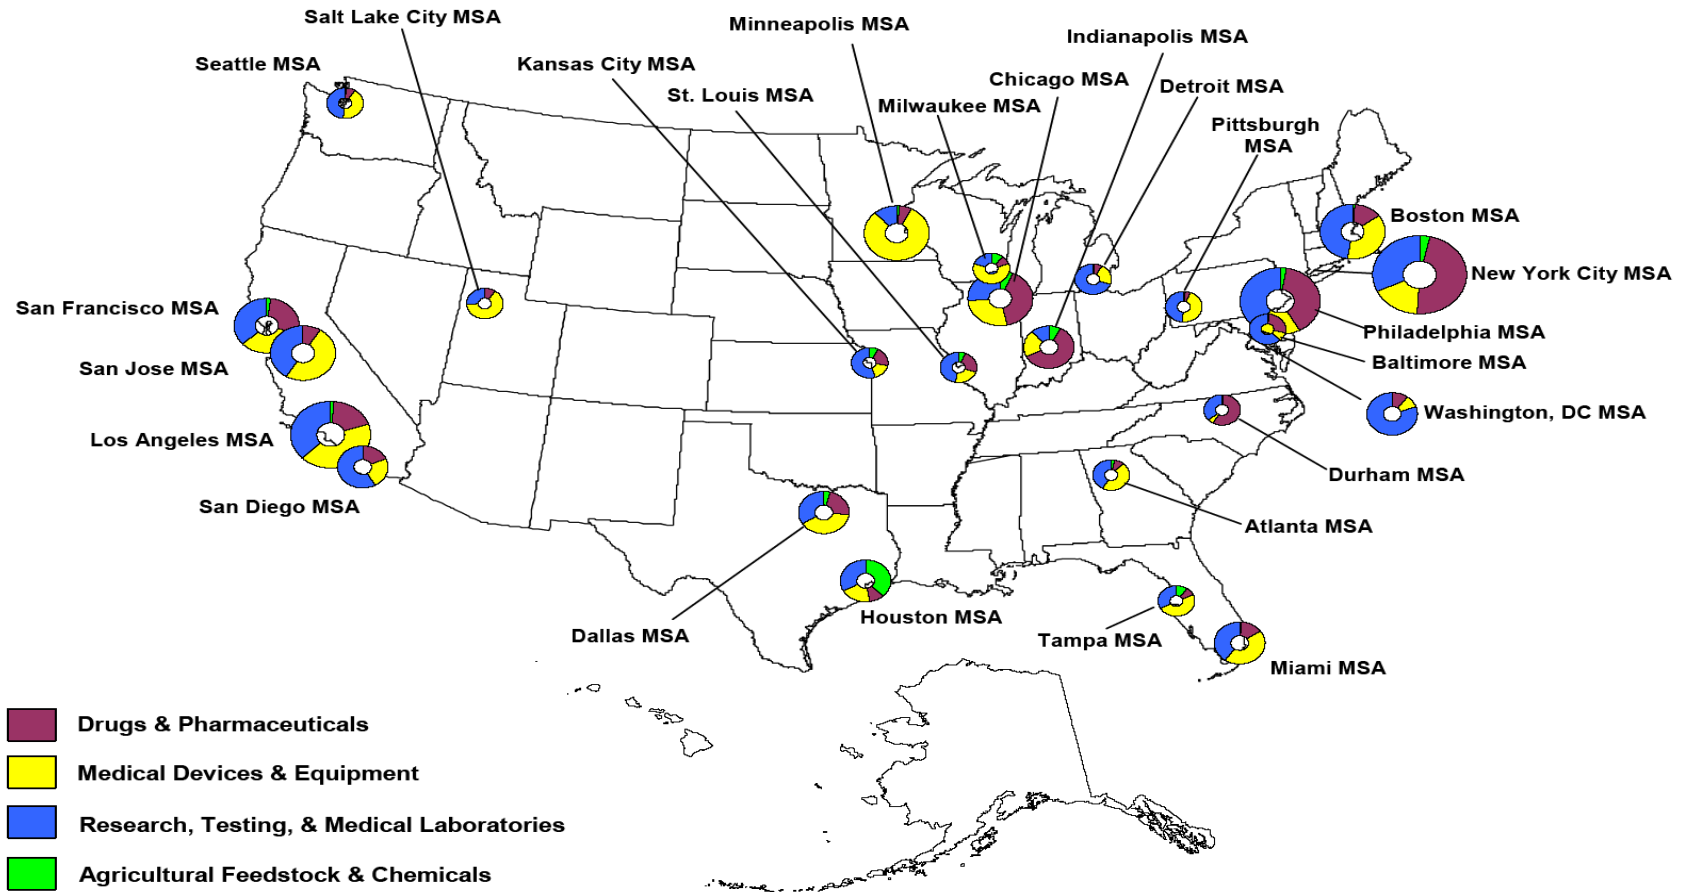 Salt Lake City MSA
Minneapolis MSA
Indianapolis MSA
Seattle MSA
Kansas City MSA
Chicago MSA
Detroit MSA
St. Louis MSA
Milwaukee MSA
Pittsburgh
MSA
Boston MSA
New York City MSA
San Francisco MSA
Philadelphia MSA
San Jose MSA
Baltimore MSA
Washington, DC MSA
Los Angeles MSA
Durham MSA
San Diego MSA
Atlanta MSA
Houston MSA
Dallas MSA
Tampa MSA
Miami MSA
Drugs & Pharmaceuticals
Medical Devices & Equipment
Research, Testing, & Medical Laboratories
Agricultural Feedstock & Chemicals